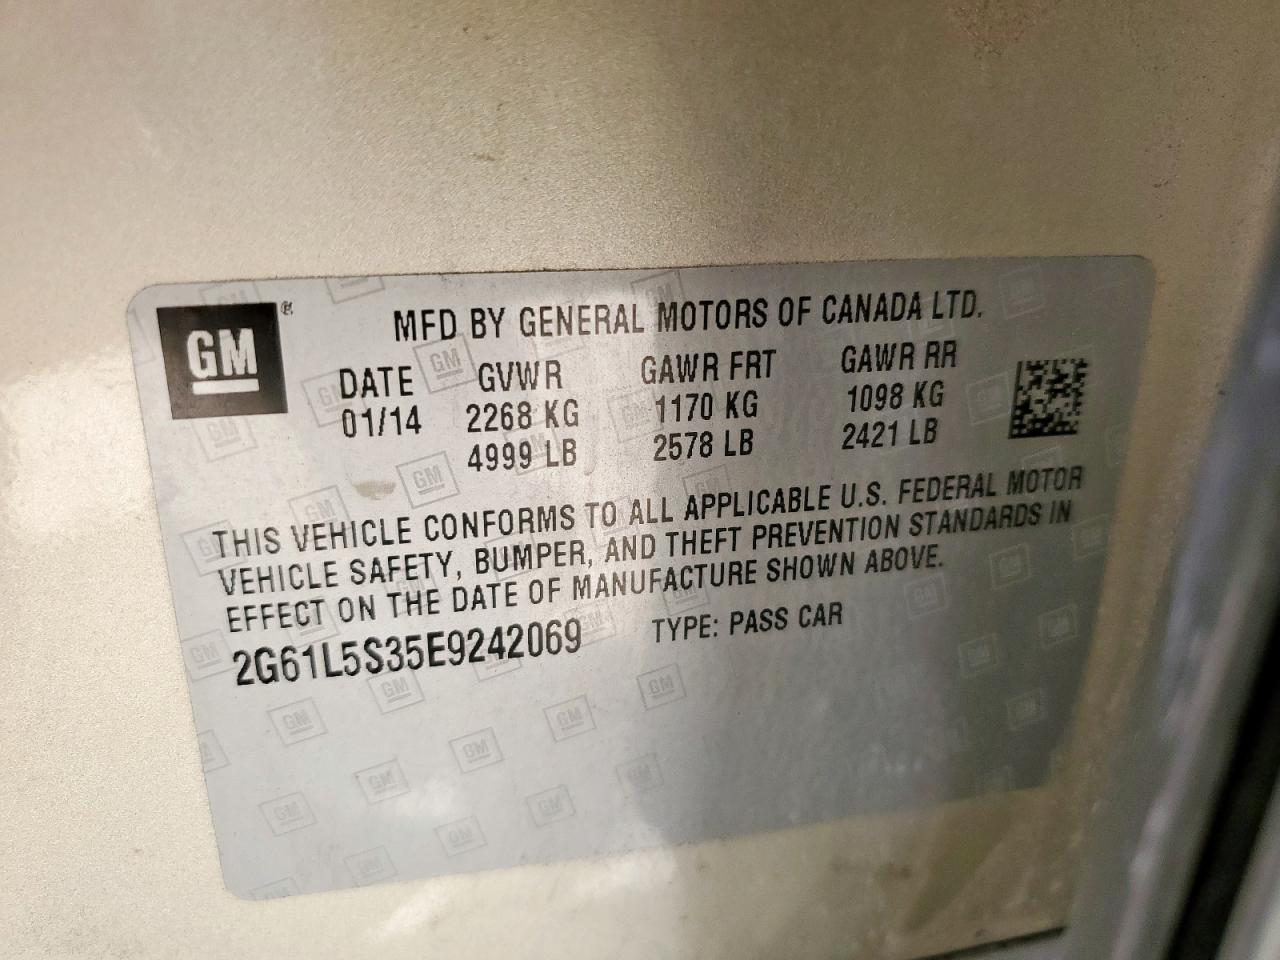 GM ®
MFD BY GENERAL MOTORS OF CANADA LTD.
DATE GVWR GAWR FRT GAWR RR
01/14 2268 KG 1170 KG 1098 KG
4999 LB 2578 LB 2421 LB
THIS VEHICLE CONFORMS TO ALL APPLICABLE U.S. FEDERAL MOTOR
VEHICLE SAFETY, BUMPER, AND THEFT PREVENTION STANDARDS IN
EFFECT ON THE DATE OF MANUFACTURE SHOWN ABOVE.
2G61L5S35E9242069 TYPE: PASS CAR